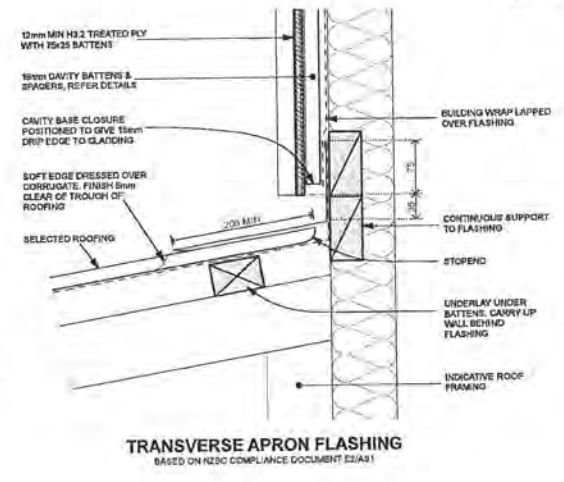 12mm MIN H3.2 TREATED PLY
WITH 75x25 BATTENS
19mm CAVITY BATTENS &
SPACERS, REFER DETAILS
CAVITY BASE CLOSURE
POSITIONED TO GIVE 15mm
DRIP EDGE TO CLADDING
SOFT EDGE DRESSED OVER
CORRUGATE. FINISH 5mm
CLEAR OF TROUGH OF
ROOFING
SELECTED ROOFING
200 MIN
BUILDING WRAP LAPPED
OVER FLASHING
75
35
CONTINUOUS SUPPORT
TO FLASHING
STOPEND
UNDERLAY UNDER
BATTENS. CARRY UP
WALL BEHIND
FLASHING
INDICATIVE ROOF
FRAMING
TRANSVERSE APRON FLASHING
BASED ON NZBC COMPLIANCE DOCUMENT E2/AS1